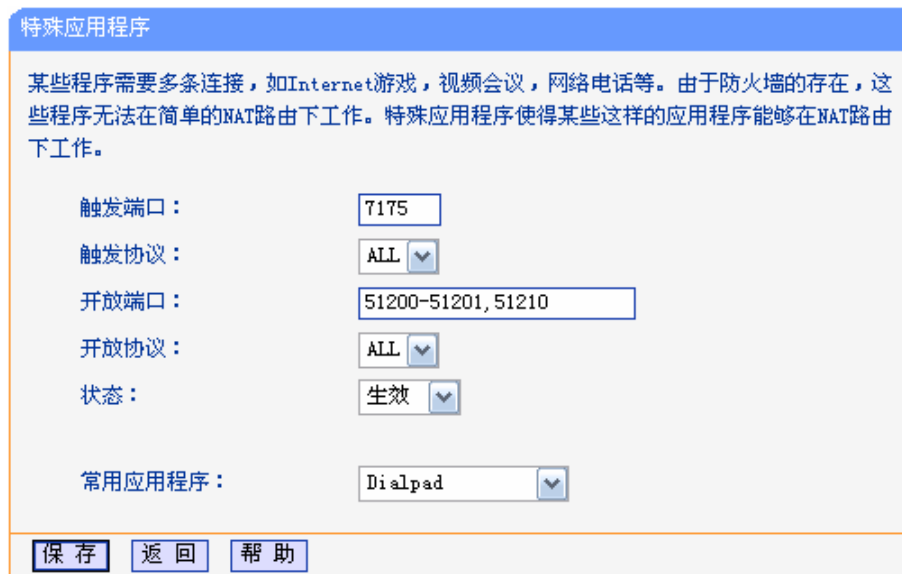 特殊应用程序
某些程序需要多条连接，如Internet游戏，视频会议，网络电话等。由于防火墙的存在，这
些程序无法在简单的NAT路由下工作。特殊应用程序使得某些这样的应用程序能够在NAT路由
下工作。
触发端口： 7175
触发协议： ALL
开放端口： 51200-51201,51210
开放协议： ALL
状态： 生效
常用应用程序： Dialpad
保存 返回 帮助